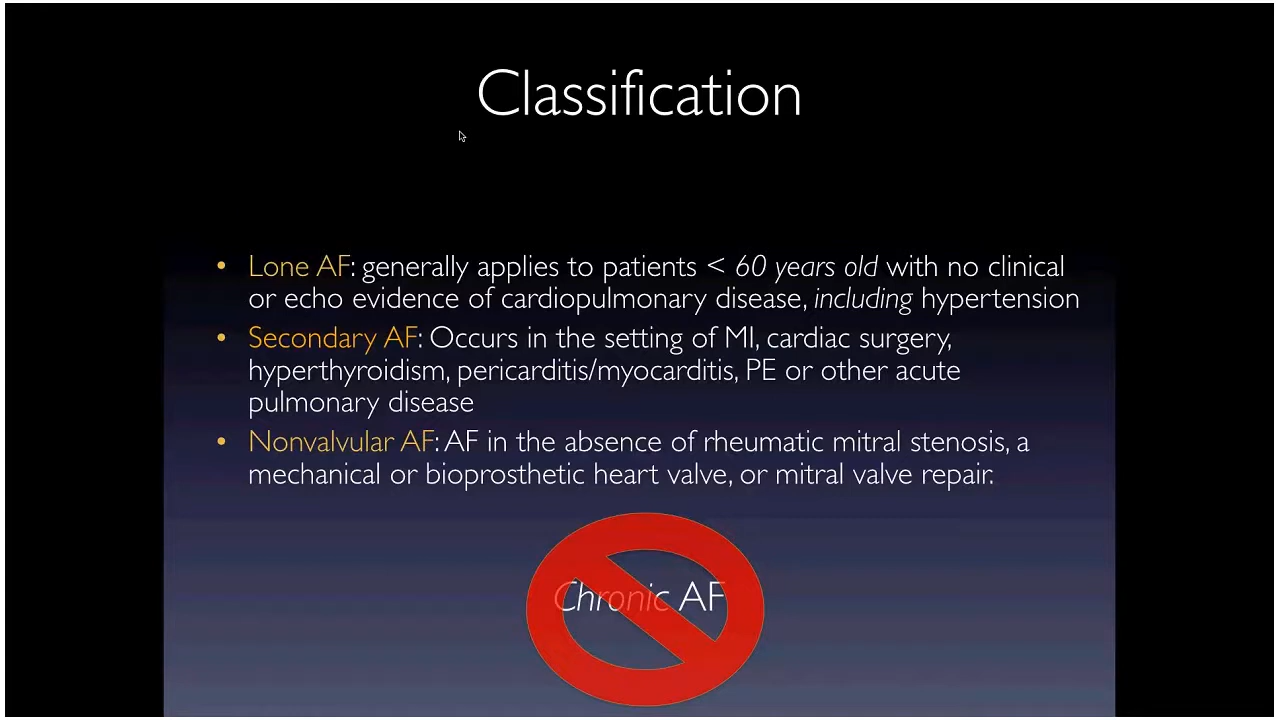 Classification
• Lone AF: generally applies to patients < 60 years old with no clinical
or echo evidence of cardiopulmonary disease, including hypertension
• Secondary AF: Occurs in the setting of MI, cardiac surgery,
hyperthyroidism, pericarditis/myocarditis, PE or other acute
pulmonary disease
• Nonvalvular AF: AF in the absence of rheumatic mitral stenosis, a
mechanical or bioprosthetic heart valve, or mitral valve repair.
Chronic AF